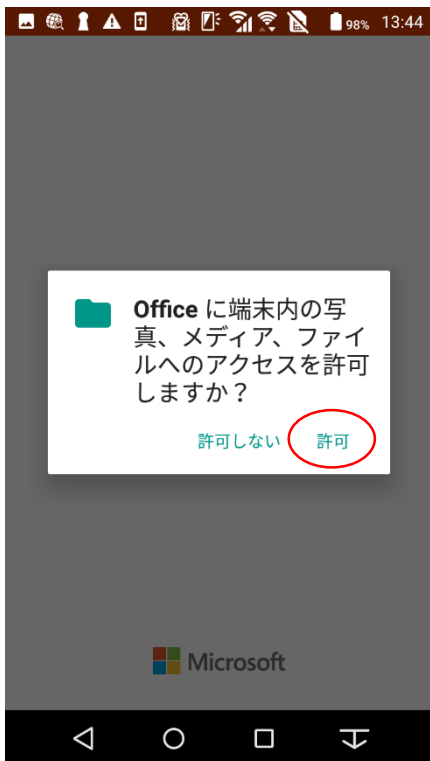 98% 13:44
Office に端末内の写
真、メディア、ファイ
ルへのアクセスを許可
しますか？
許可しない 許可
Microsoft